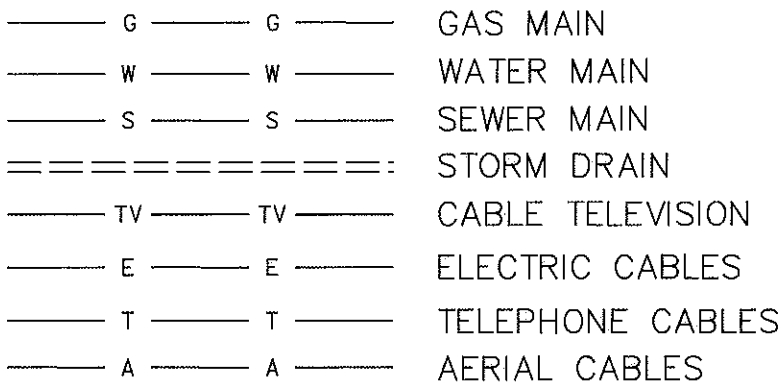 G G GAS MAIN
W W WATER MAIN
S S SEWER MAIN
STORM DRAIN
TV TV CABLE TELEVISION
E E ELECTRIC CABLES
T T TELEPHONE CABLES
A A AERIAL CABLES